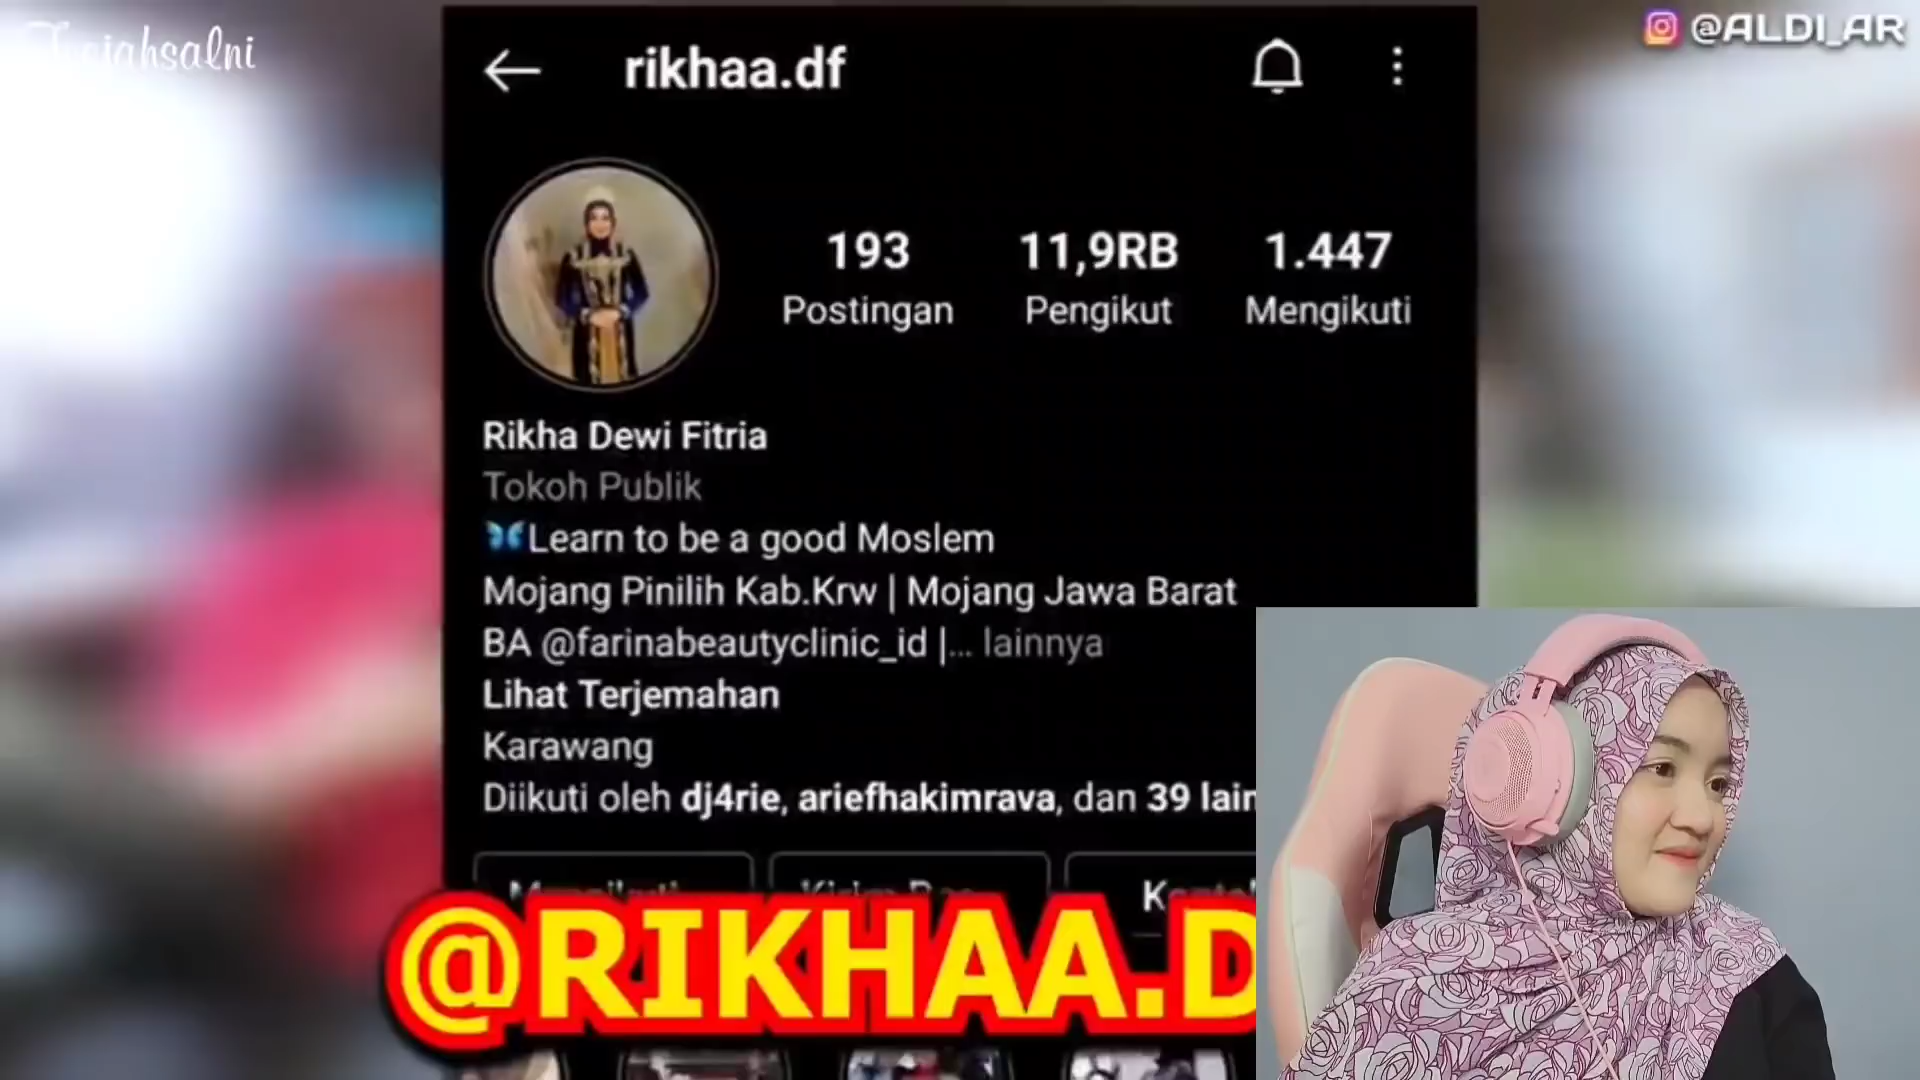 @ALDI_AR
rikhaa.df
193
11,9RB
1.447
Postingan
Pengikut
Mengikuti
Rikha Dewi Fitria
Tokoh Publik
Learn to be a good Moslem
Mojang Pinilih Kab.Krw | Mojang Jawa Barat
BA @farinabeautyclinic_id |... lainnya
Lihat Terjemahan
Karawang
Diikuti oleh dj4rie, ariefhakimrava, dan 39 lain
@RIKHAA.D